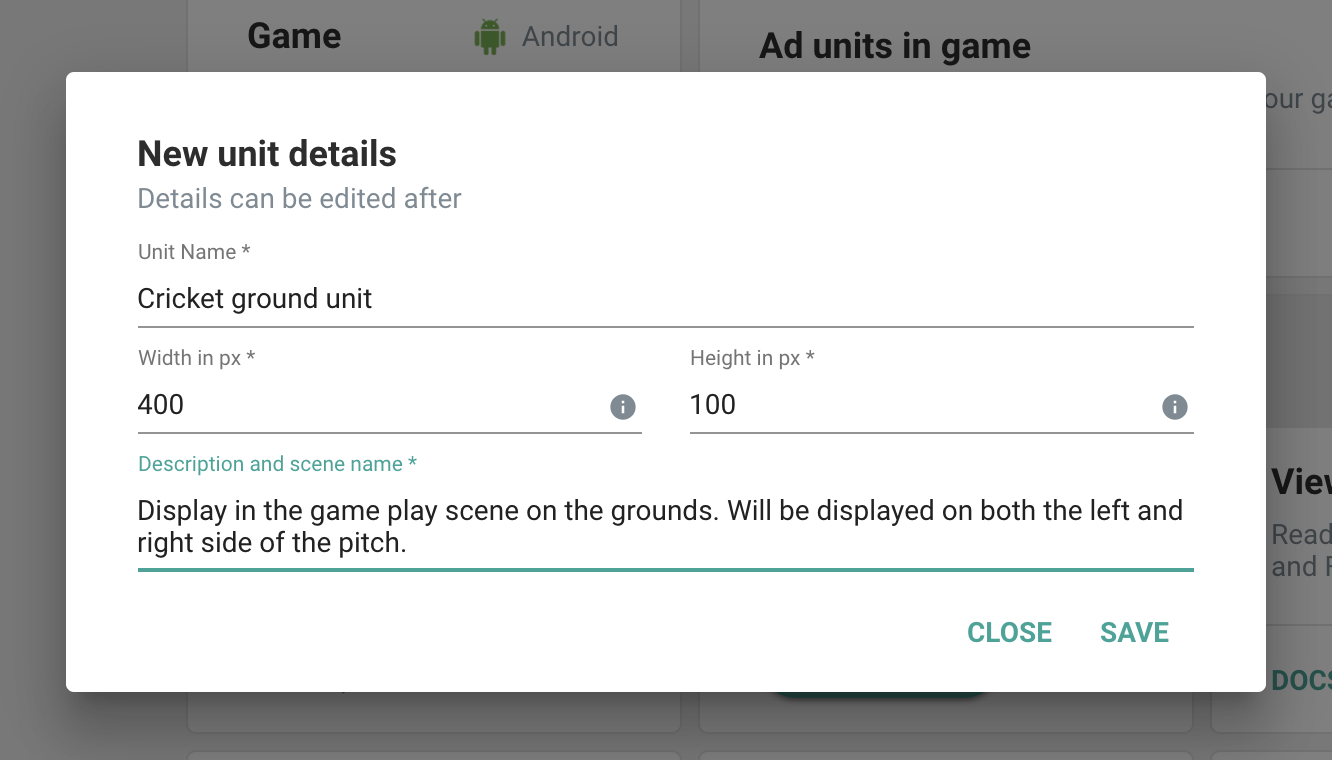 Game
Android
Ad units in game
our
New unit details
Details can be edited after
Unit Name *
Cricket ground unit
Width in px *
Height in px *
400
100
Description and scene name *
Display in the game play scene on the grounds. Will be displayed on both the left and
right side of the pitch.
Read
and
CLOSE
SAVE